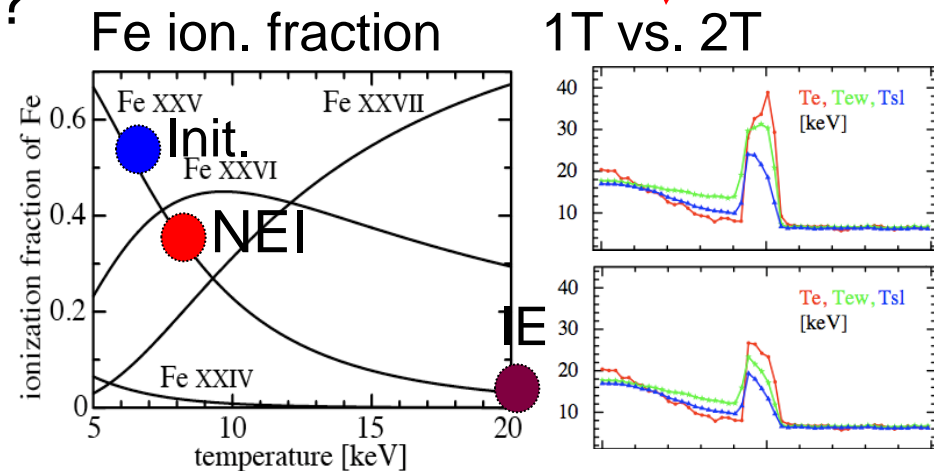 ?
Fe ion. fraction
1T vs. 2T
ionization fraction of Fe
0.6
0.4
0.2
0
Fe XXV
Init.
Fe XXVI
Fe XXVII
NEI
IE
Fe XXIV
5
10
15
20
temperature [keV]
40
30
20
10
Te, Tew, Tsl
[keV]
40
30
20
10
Te, Tew, Tsl
[keV]